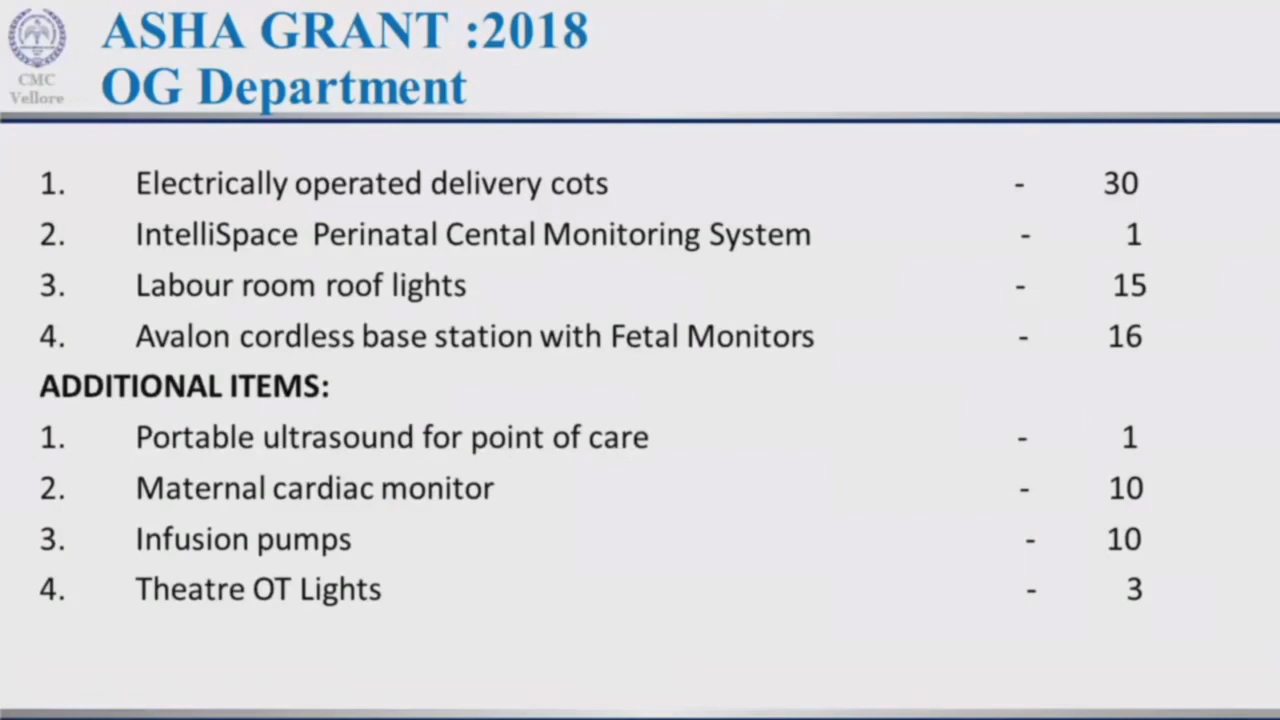 CMC
Vellore
ASHA GRANT :2018
OG Department
1. Electrically operated delivery cots - 30
2. IntelliSpace Perinatal Cental Monitoring System - 1
3. Labour room roof lights - 15
4. Avalon cordless base station with Fetal Monitors - 16
ADDITIONAL ITEMS:
1. Portable ultrasound for point of care - 1
2. Maternal cardiac monitor - 10
3. Infusion pumps - 10
4. Theatre OT Lights - 3